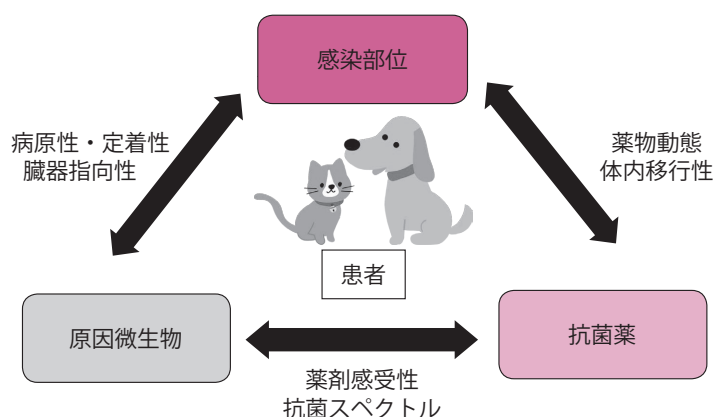 感染部位
病原性・定着性
臓器指向性
薬物動態
体内移行性
患者
原因微生物
抗菌薬
薬剤感受性
抗菌スペクトル